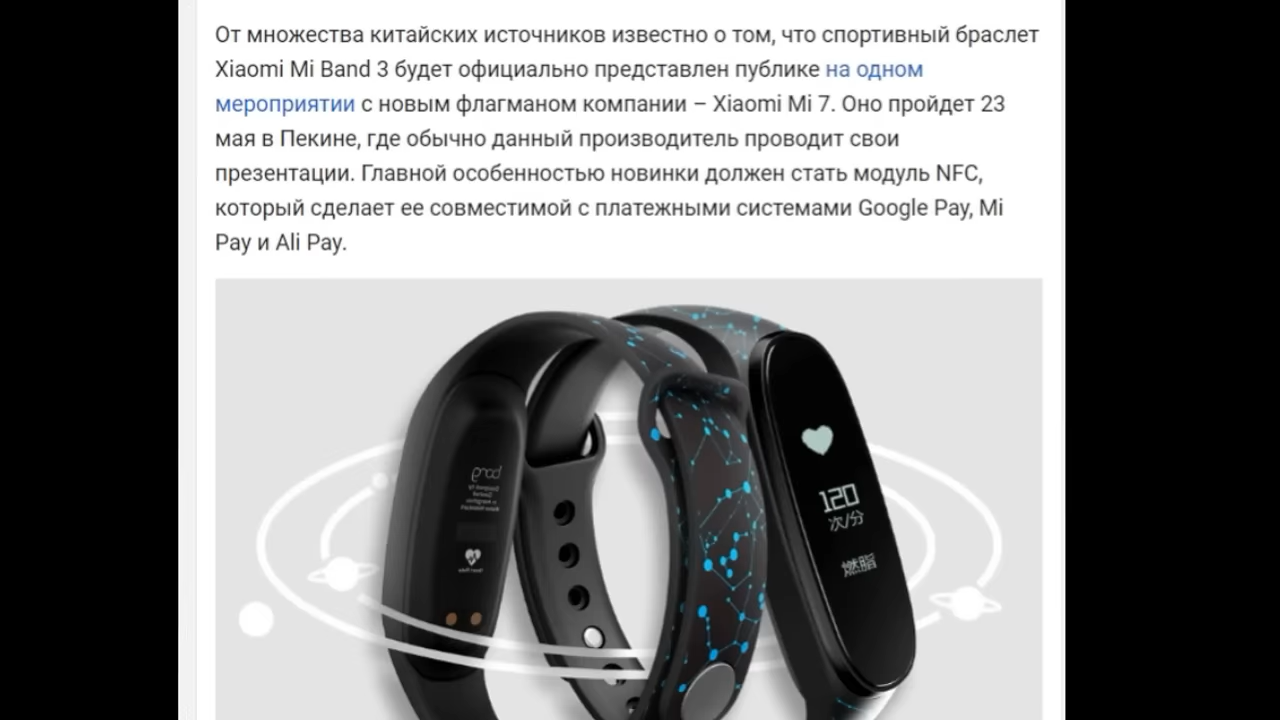 От множества китайских источников известно о том, что спортивный браслет
Xiaomi Mi Band 3 будет официально представлен публике на одном
мероприятии с новым флагманом компании – Xiaomi Mi 7. Оно пройдет 23
мая в Пекине, где обычно данный производитель проводит свои
презентации. Главной особенностью новинки должен стать модуль NFC,
который сделает ее совместимой с платежными системами Google Pay, Mi
Pay и Ali Pay.
120
次/分
燃脂